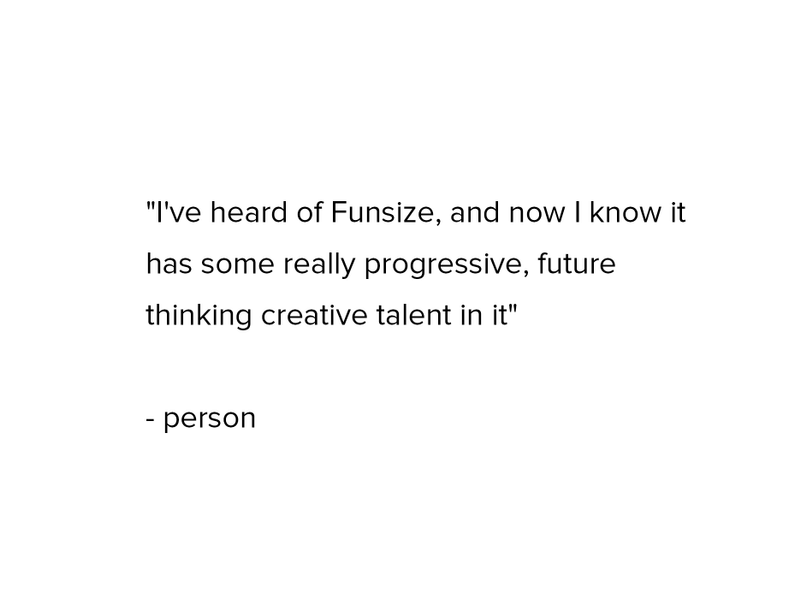 "I've heard of Funsize, and now I know it
has some really progressive, future
thinking creative talent in it"
- person